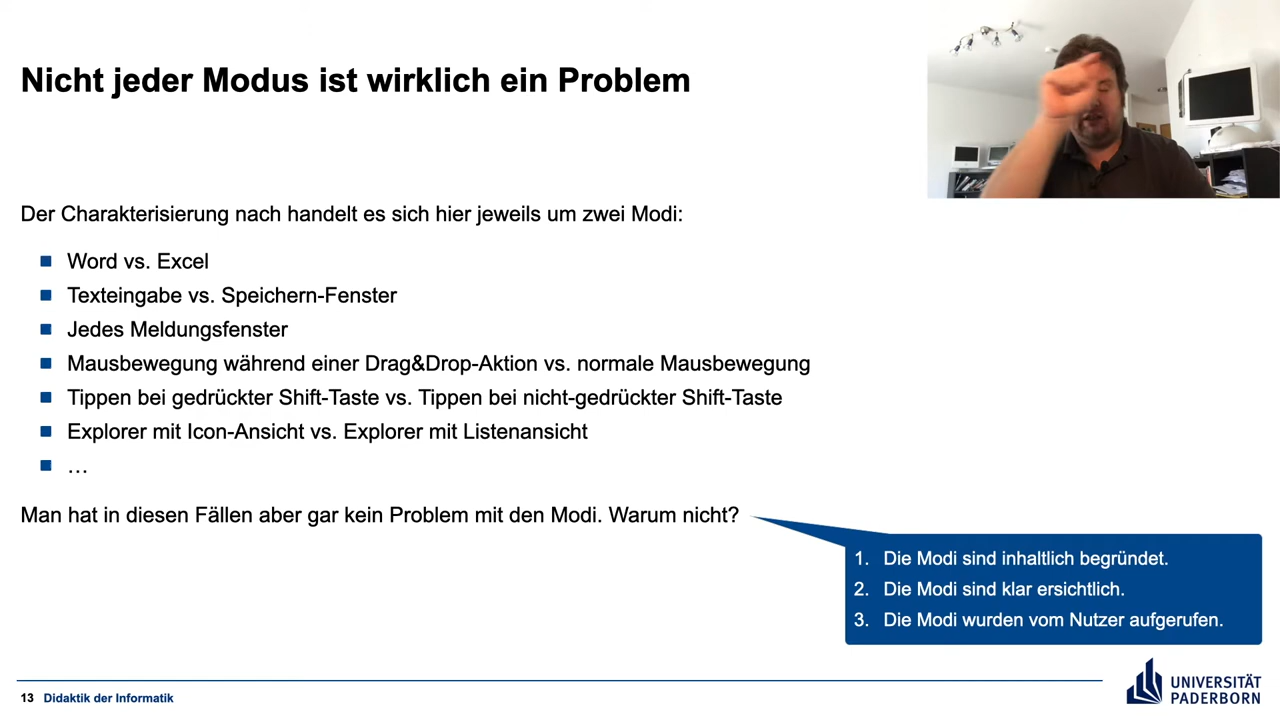 Nicht jeder Modus ist wirklich ein Problem
Der Charakterisierung nach handelt es sich hier jeweils um zwei Modi:
Word vs. Excel
Texteingabe vs. Speichern-Fenster
Jedes Meldungsfenster
Mausbewegung während einer Drag&Drop-Aktion vs. normale Mausbewegung
Tippen bei gedrückter Shift-Taste vs. Tippen bei nicht-gedrückter Shift-Taste
Explorer mit Icon-Ansicht vs. Explorer mit Listenansicht
…
Man hat in diesen Fällen aber gar kein Problem mit den Modi. Warum nicht?
1. Die Modi sind inhaltlich begründet.
2. Die Modi sind klar ersichtlich.
3. Die Modi wurden vom Nutzer aufgerufen.
13 Didaktik der Informatik
UNIVERSITÄT
PADERBORN